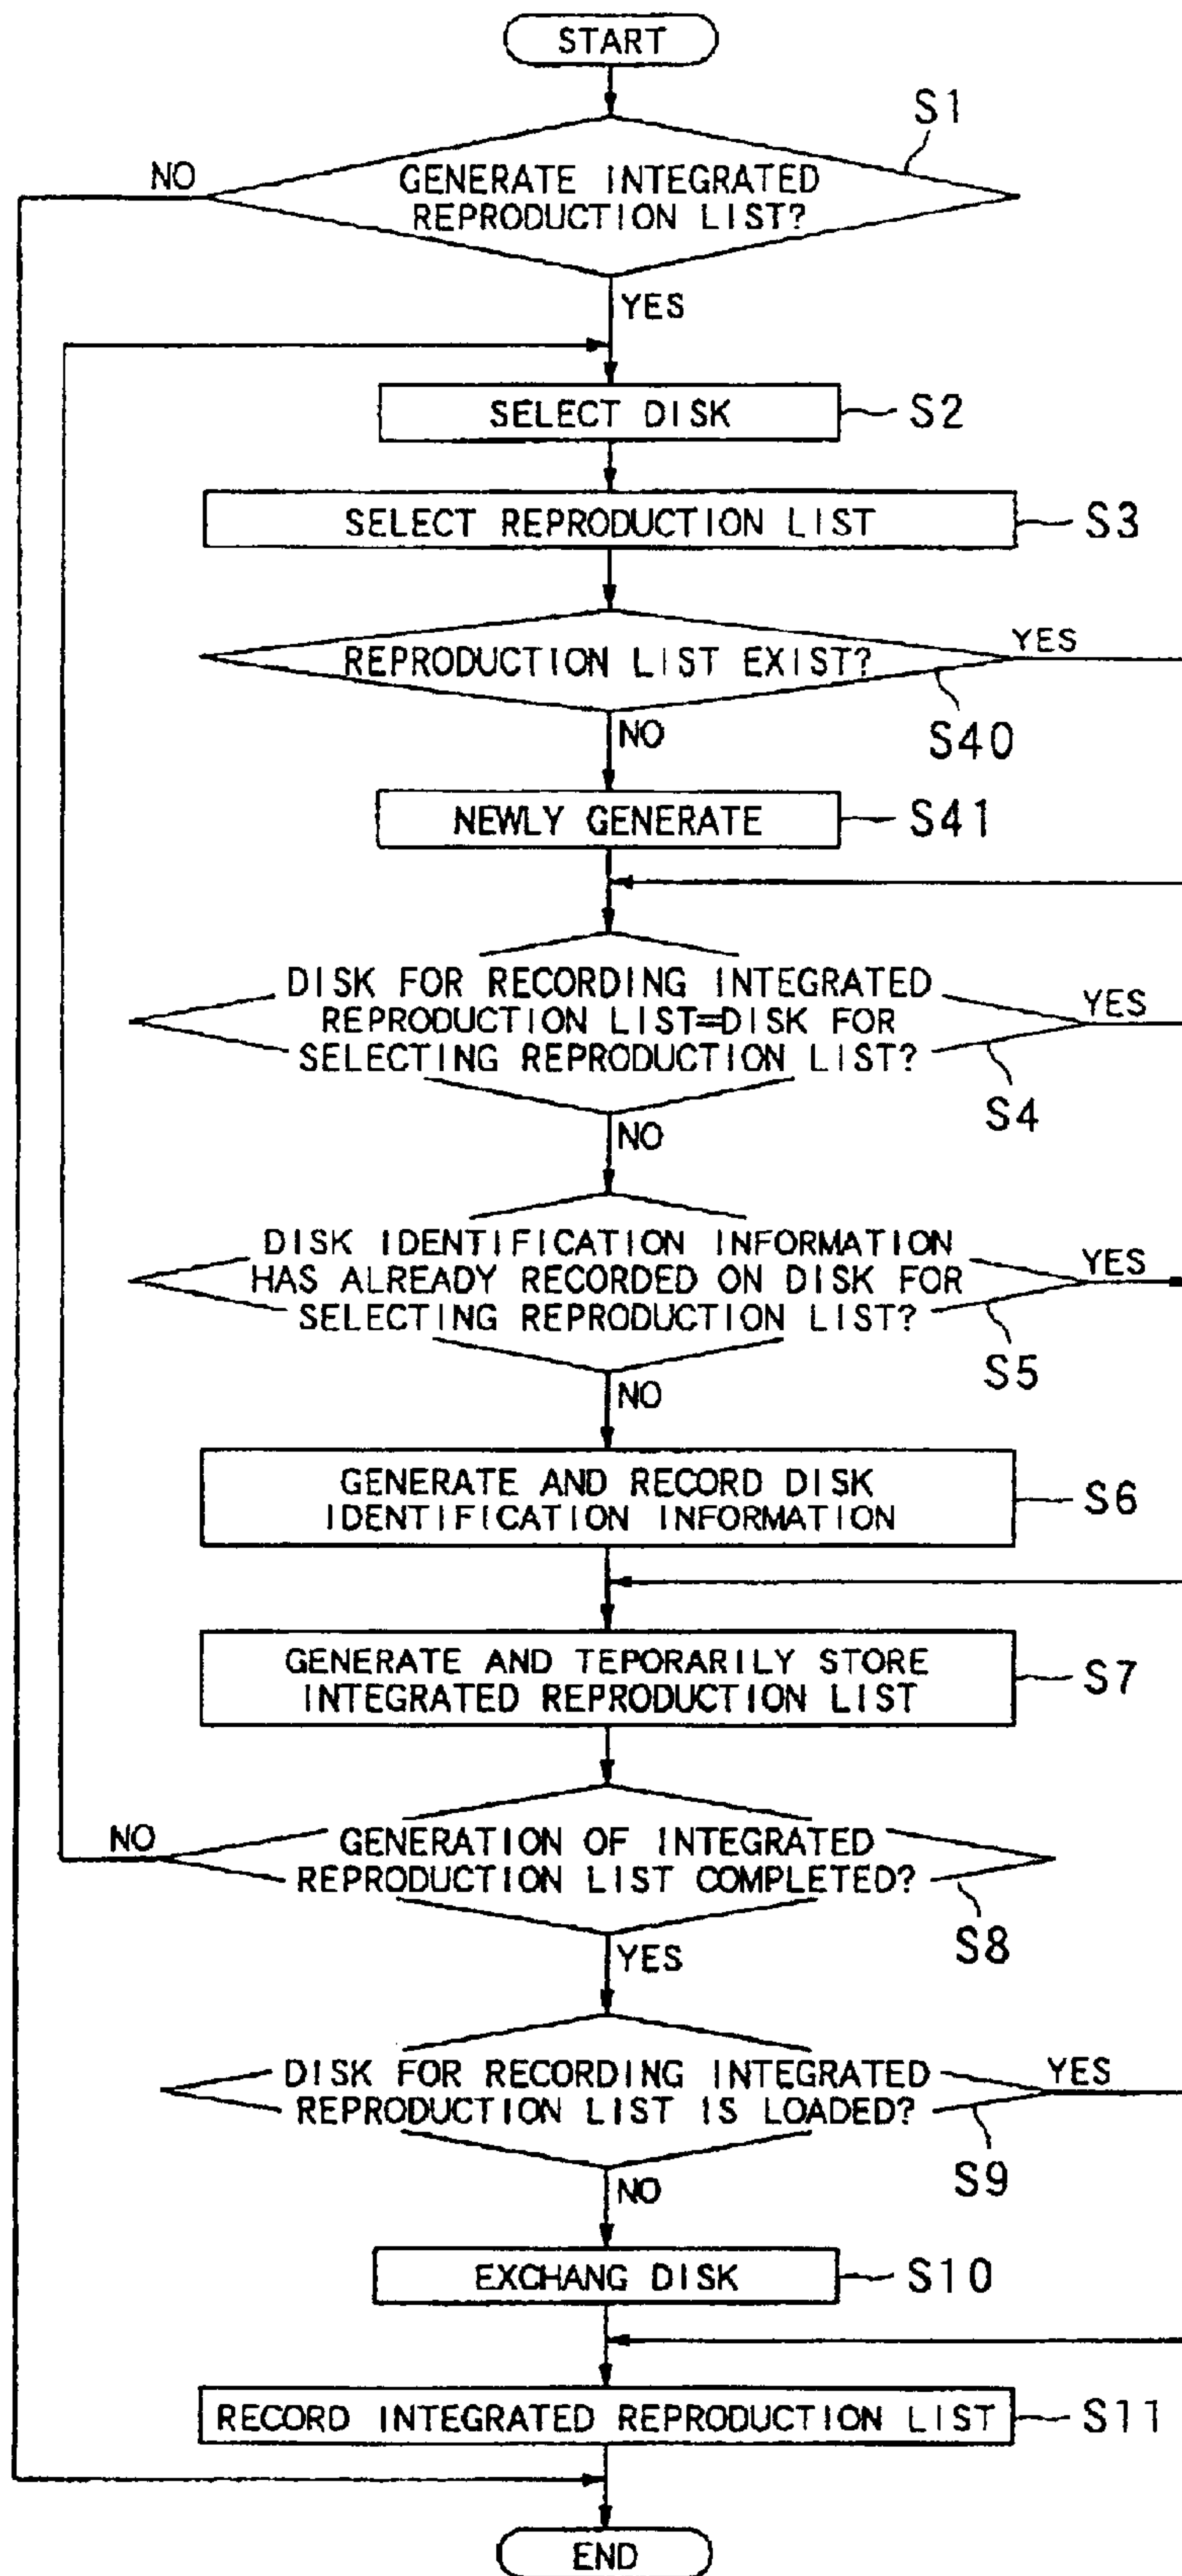 START
S1
NO
GENERATE INTEGRATED
REPRODUCTION LIST?
YES
SELECT DISK
S2
SELECT REPRODUCTION LIST
S3
REPRODUCTION LIST EXIST?
YES
S40
NO
NEWLY GENERATE
S41
DISK FOR RECORDING INTEGRATED
REPRODUCTION LIST=DISK FOR
SELECTING REPRODUCTION LIST?
YES
S4
NO
DISK IDENTIFICATION INFORMATION
HAS ALREADY RECORDED ON DISK FOR
SELECTING REPRODUCTION LIST?
YES
S5
NO
GENERATE AND RECORD DISK
IDENTIFICATION INFORMATION
S6
GENERATE AND TEPORARILY STORE
INTEGRATED REPRODUCTION LIST
S7
NO
GENERATION OF INTEGRATED
REPRODUCTION LIST COMPLETED?
S8
YES
DISK FOR RECORDING INTEGRATED
REPRODUCTION LIST IS LOADED?
YES
S9
NO
EXCHANG DISK
S10
RECORD INTEGRATED REPRODUCTION LIST
S11
END